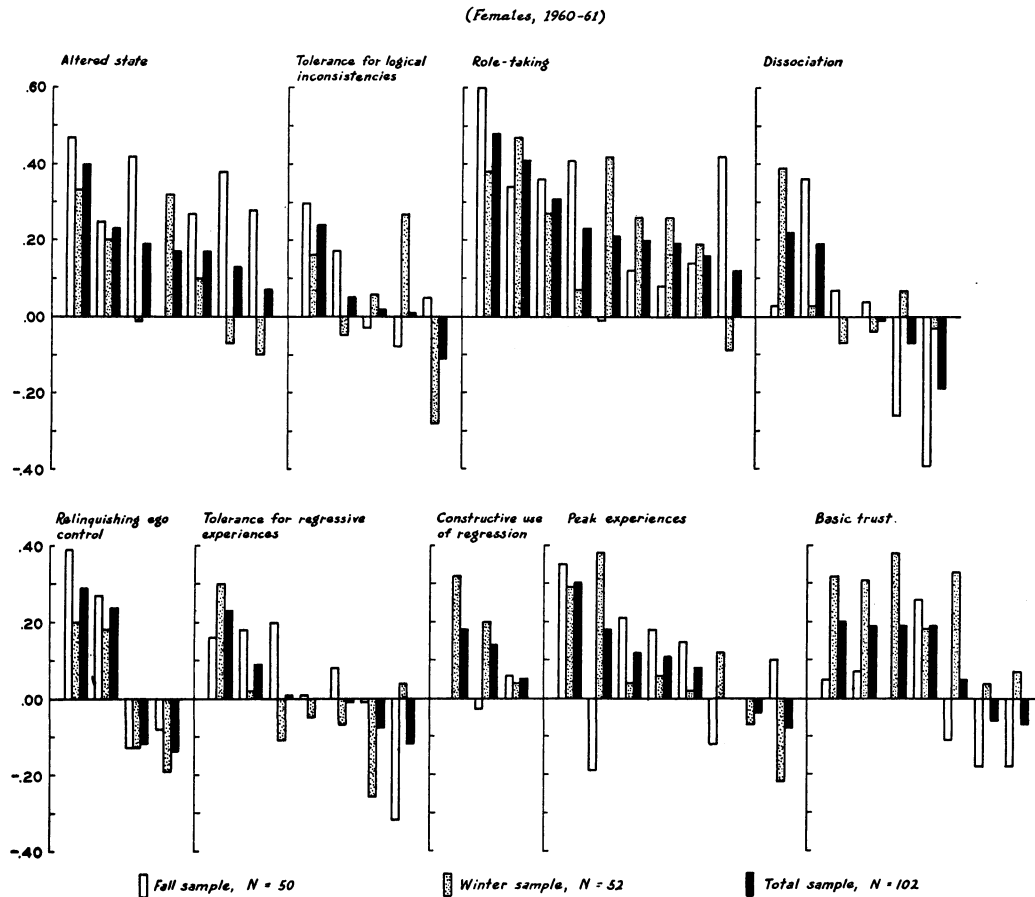 (Females, 1960-61)
Altered state
Tolerance for logical
inconsistencies
Role-taking
Dissociation
.60
.40
.20
.00
-.20
-.40
Relinquishing ego
control
Tolerance for regressive
experiences
Constructive use
of regression
Peak experiences
Basic trust.
.40
.20
.00
-.20
-.40
Fall sample, N = 50
Winter sample, N = 52
Total sample, N = 102